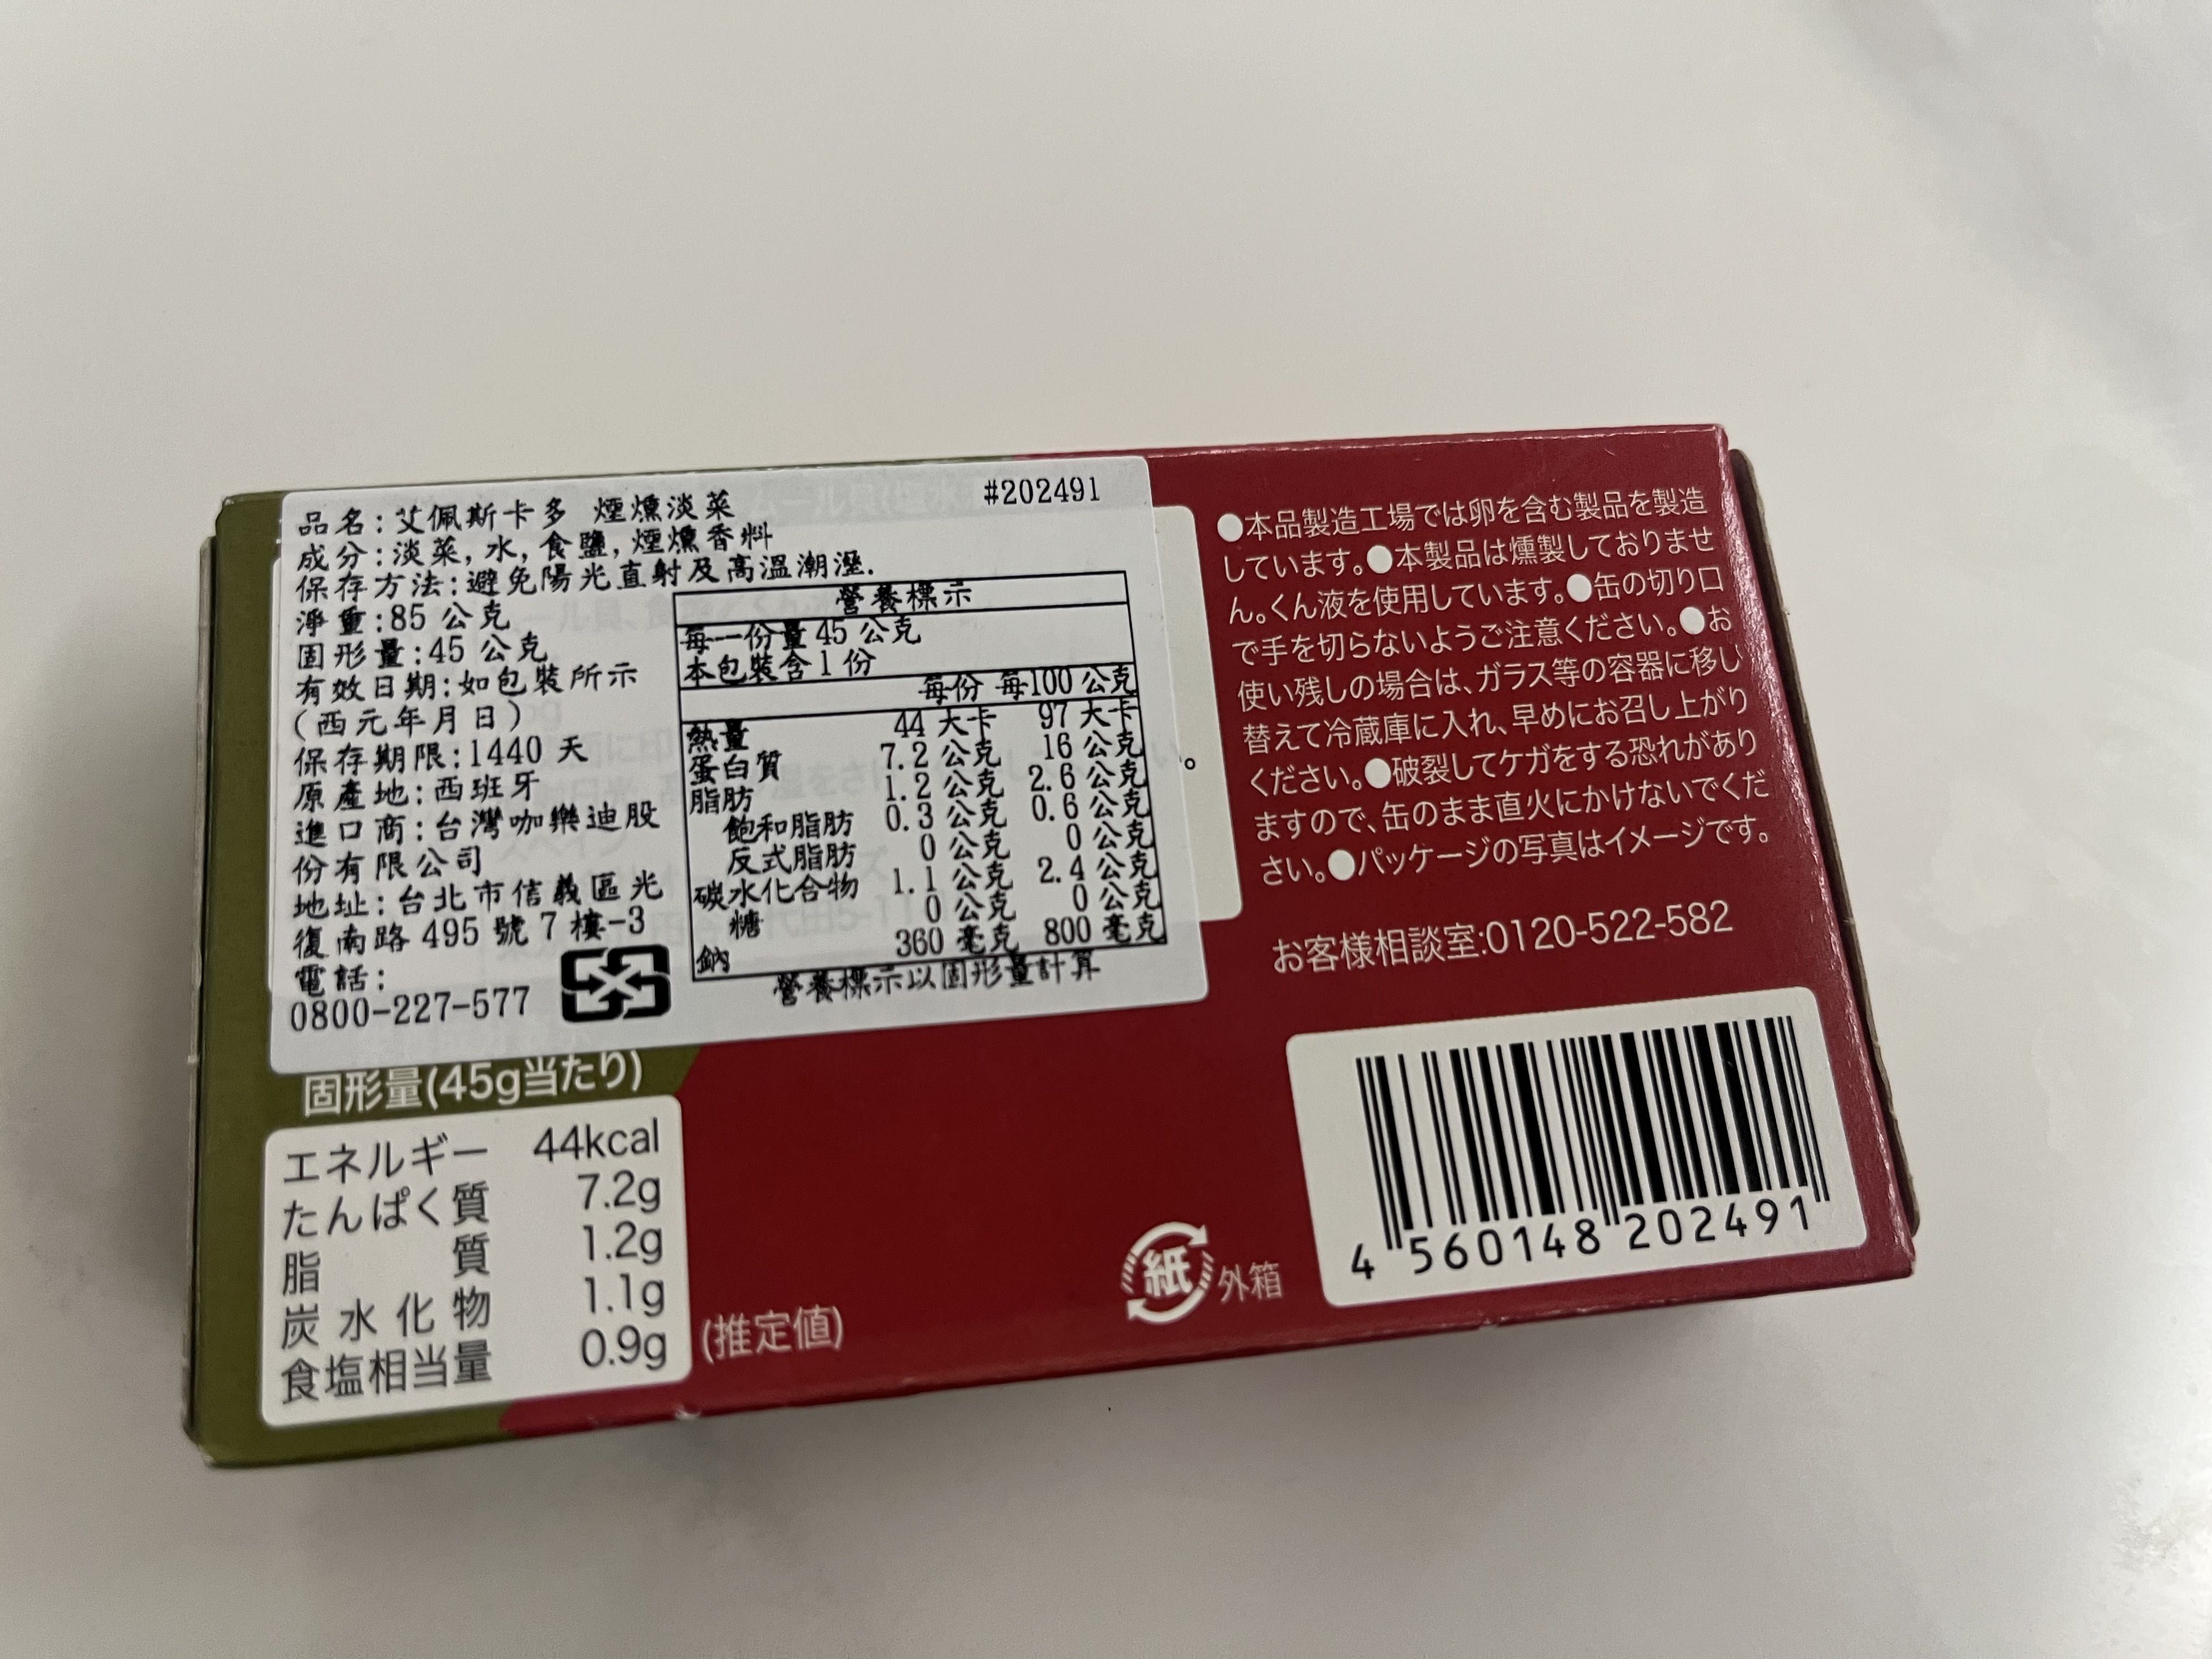 #202491
品名:艾佩斯卡多 煙燻淡菜
成分:淡菜,水,食鹽,煙燻香料
保存方法:避免陽光直射及高溫潮溼.
淨重:85 公克
固形量:45 公克
有效日期:如包裝所示
(西元年月日)
保存期限:1440 天
原產地:西班牙
進口商:台灣咖樂迪股
份有限公司
地址:台北市信義區光
復南路 495 號 7 樓-3
電話:
0800-227-577
營養標示
每一份量 45 公克
本包裝含 1 份
每份 每100 公克
熱量 44 大卡 97 大卡
蛋白質 7.2 公克 16 公克
脂肪 1.2 公克 2.6 公克
飽和脂肪 0.3 公克 0.6 公克
反式脂肪 0 公克 0 公克
碳水化合物 1.1 公克 2.4 公克
糖 0 公克 0 公克
鈉 360 毫克 800 毫克
營養標示以固形量計算
固形量(45g当たり)
エネルギー 44kcal
たんぱく質 7.2g
脂質 1.2g
炭水化物 1.1g
食塩相当量 0.9g
(推定値)
●本品製造工場では卵を含む製品を製造
しています。●本製品は燻製しておりませ
ん。くん液を使用しています。●缶の切り口
で手を切らないようご注意ください。●お
使い残しの場合は、ガラス等の容器に移し
替えて冷蔵庫に入れ、早めにお召し上がり
ください。●破裂してケガをする恐れがあり
ますので、缶のまま直火にかけないでくだ
さい。●パッケージの写真はイメージです。
お客様相談室:0120-522-582
紙 外箱
4 560148 202491